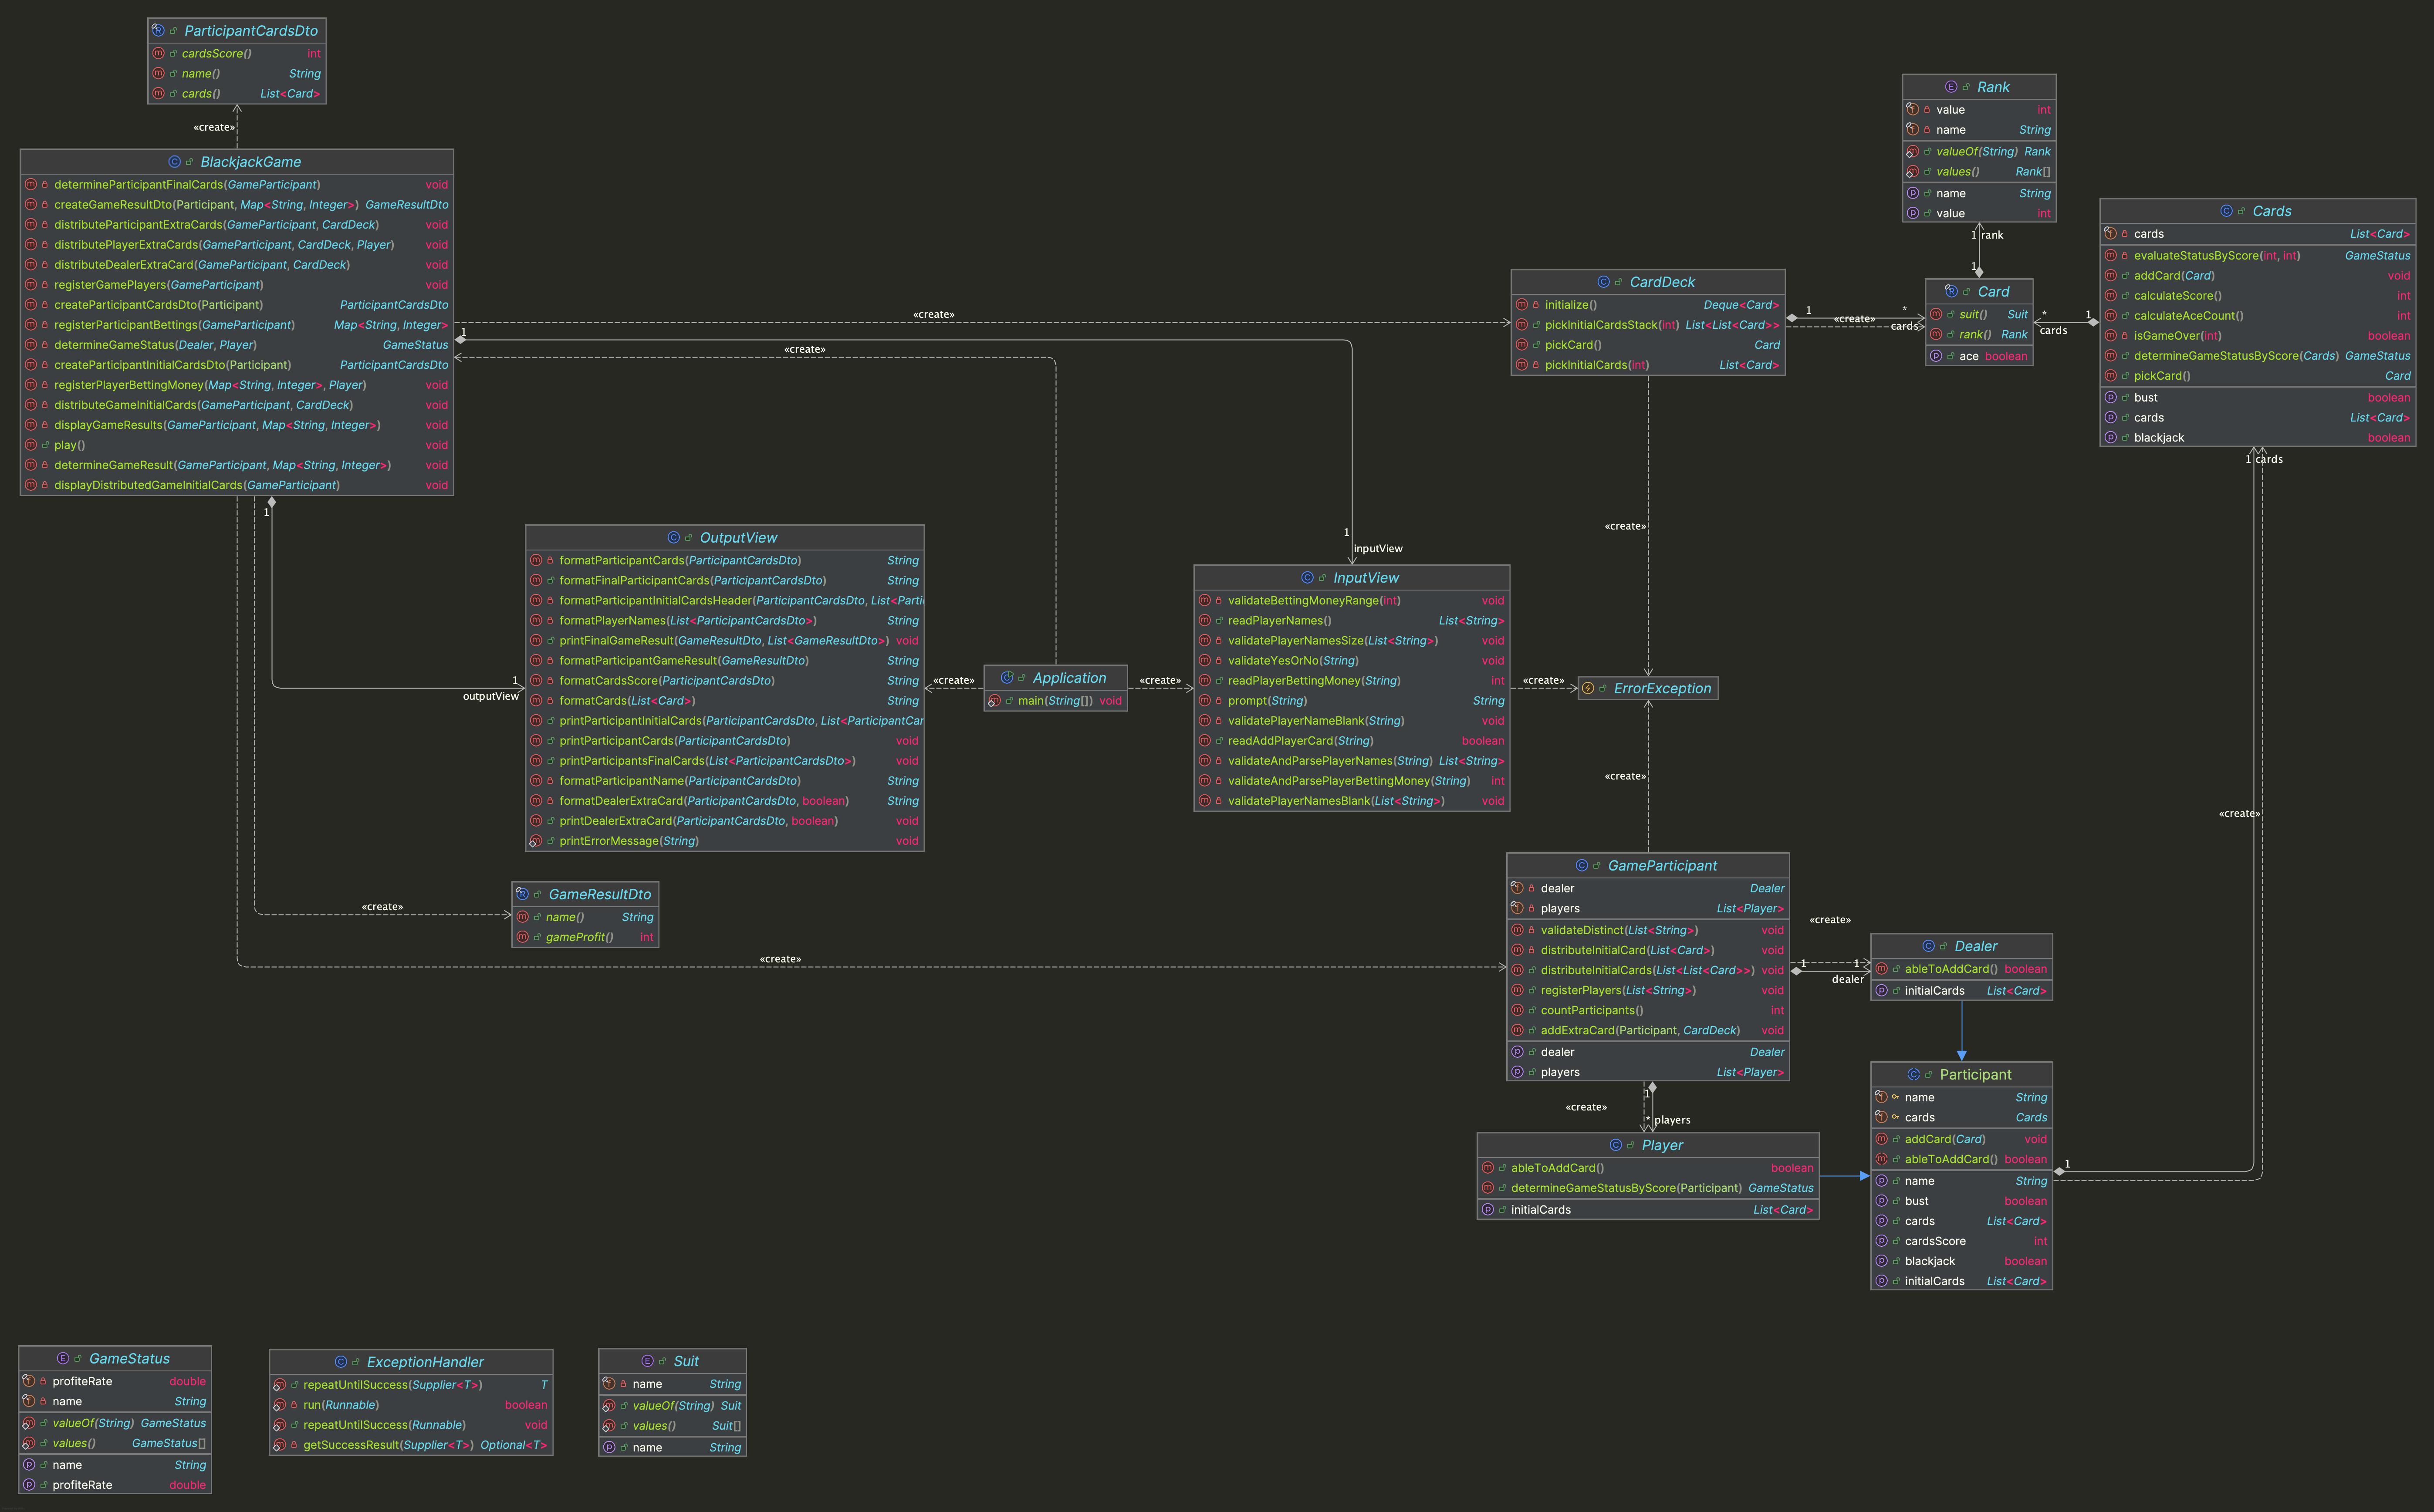 ParticipantCardsDto
cardsScore() int
name() String
cards() List<Card>
«create»
BlackjackGame
determineParticipantFinalCards(GameParticipant) void
createGameResultDto(Participant, Map<String, Integer>) GameResultDto
distributeParticipantExtraCards(GameParticipant, CardDeck) void
distributePlayerExtraCards(GameParticipant, CardDeck, Player) void
distributeDealerExtraCard(GameParticipant, CardDeck) void
registerGamePlayers(GameParticipant) void
createParticipantCardsDto(Participant) ParticipantCardsDto
registerParticipantBettings(GameParticipant) Map<String, Integer>
determineGameStatus(Dealer, Player) GameStatus
createParticipantInitialCardsDto(Participant) ParticipantCardsDto
registerPlayerBettingMoney(Map<String, Integer>, Player) void
distributeGameInitialCards(GameParticipant, CardDeck) void
displayGameResults(GameParticipant, Map<String, Integer>) void
play() void
determineGameResult(GameParticipant, Map<String, Integer>) void
displayDistributedGameInitialCards(GameParticipant) void
«create»
1
«create»
1
inputView
1
1
outputView
Rank
value int
name String
valueOf(String) Rank
values() Rank[]
name String
value int
1 rank
1
Card
suit() Suit
rank() Rank
ace boolean
CardDeck
initialize() Deque<Card>
pickInitialCardsStack(int) List<List<Card>>
pickCard() Card
pickInitialCards(int) List<Card>
1
*
«create»
cards
*
1
cards
Cards
cards List<Card>
evaluateStatusByScore(int, int) GameStatus
addCard(Card) void
calculateScore() int
calculateAceCount() int
isGameOver(int) boolean
determineGameStatusByScore(Cards) GameStatus
pickCard() Card
bust boolean
cards List<Card>
blackjack boolean
1 cards
«create»
«create»
OutputView
formatParticipantCards(ParticipantCardsDto) String
formatFinalParticipantCards(ParticipantCardsDto) String
formatParticipantInitialCardsHeader(ParticipantCardsDto, List<Parti
formatPlayerNames(List<ParticipantCardsDto>) String
printFinalGameResult(GameResultDto, List<GameResultDto>) void
formatParticipantGameResult(GameResultDto) String
formatCardsScore(ParticipantCardsDto) String
formatCards(List<Card>) String
printParticipantInitialCards(ParticipantCardsDto, List<ParticipantCar
printParticipantCards(ParticipantCardsDto) void
printParticipantsFinalCards(List<ParticipantCardsDto>) void
formatParticipantName(ParticipantCardsDto) String
formatDealerExtraCard(ParticipantCardsDto, boolean) String
printDealerExtraCard(ParticipantCardsDto, boolean) void
printErrorMessage(String) void
«create»
Application
main(String[]) void
«create»
InputView
validateBettingMoneyRange(int) void
readPlayerNames() List<String>
validatePlayerNamesSize(List<String>) void
validateYesOrNo(String) void
readPlayerBettingMoney(String) int
prompt(String) String
validatePlayerNameBlank(String) void
readAddPlayerCard(String) boolean
validateAndParsePlayerNames(String) List<String>
validateAndParsePlayerBettingMoney(String) int
validatePlayerNamesBlank(List<String>) void
«create»
ErrorException
«create»
GameResultDto
name() String
gameProfit() int
«create»
«create»
GameParticipant
dealer Dealer
players List<Player>
validateDistinct(List<String>) void
distributeInitialCard(List<Card>) void
distributeInitialCards(List<List<Card>>) void
registerPlayers(List<String>) void
countParticipants() int
addExtraCard(Participant, CardDeck) void
dealer Dealer
players List<Player>
«create»
1
1
dealer
Dealer
ableToAddCard() boolean
initialCards List<Card>
1
«create»
* players
Player
ableToAddCard() boolean
determineGameStatusByScore(Participant) GameStatus
initialCards List<Card>
Participant
name String
cards Cards
addCard(Card) void
ableToAddCard() boolean
name String
bust boolean
cards List<Card>
cardsScore int
blackjack boolean
initialCards List<Card>
1
GameStatus
profiteRate double
name String
valueOf(String) GameStatus
values() GameStatus[]
name String
profiteRate double
ExceptionHandler
repeatUntilSuccess(Supplier<T>) T
run(Runnable) boolean
repeatUntilSuccess(Runnable) void
getSuccessResult(Supplier<T>) Optional<T>
Suit
name String
valueOf(String) Suit
values() Suit[]
name String